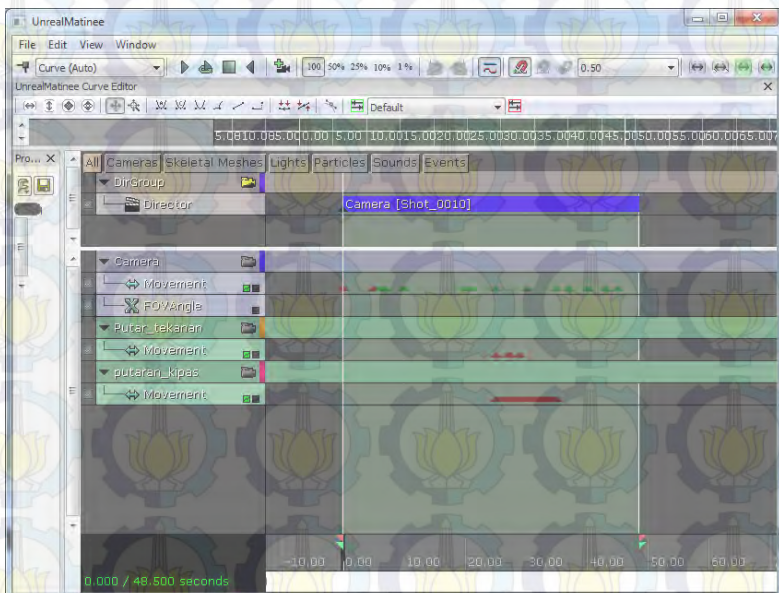 UnrealMatinee
File Edit View Window
Curve (Auto) 100 50% 25% 10% 1% 0.50
UnrealMatinee Curve Editor
Default
5.0810.085.000.00 5.00 10.0015.0020.0025.0030.0035.0040.0045.0050.0055.0060.0065.00
Pro...
All Cameras Skeletal Meshes Lights Particles Sounds Events
DirGroup
Director Camera [Shot_0010]
Camera
Movement
FOVAngle
Putar_tekanan
Movement
putaran_kipas
Movement
-10.00 0.00 10.00 20.00 30.00 40.00 50.00 60.00
0.000 / 48.500 seconds